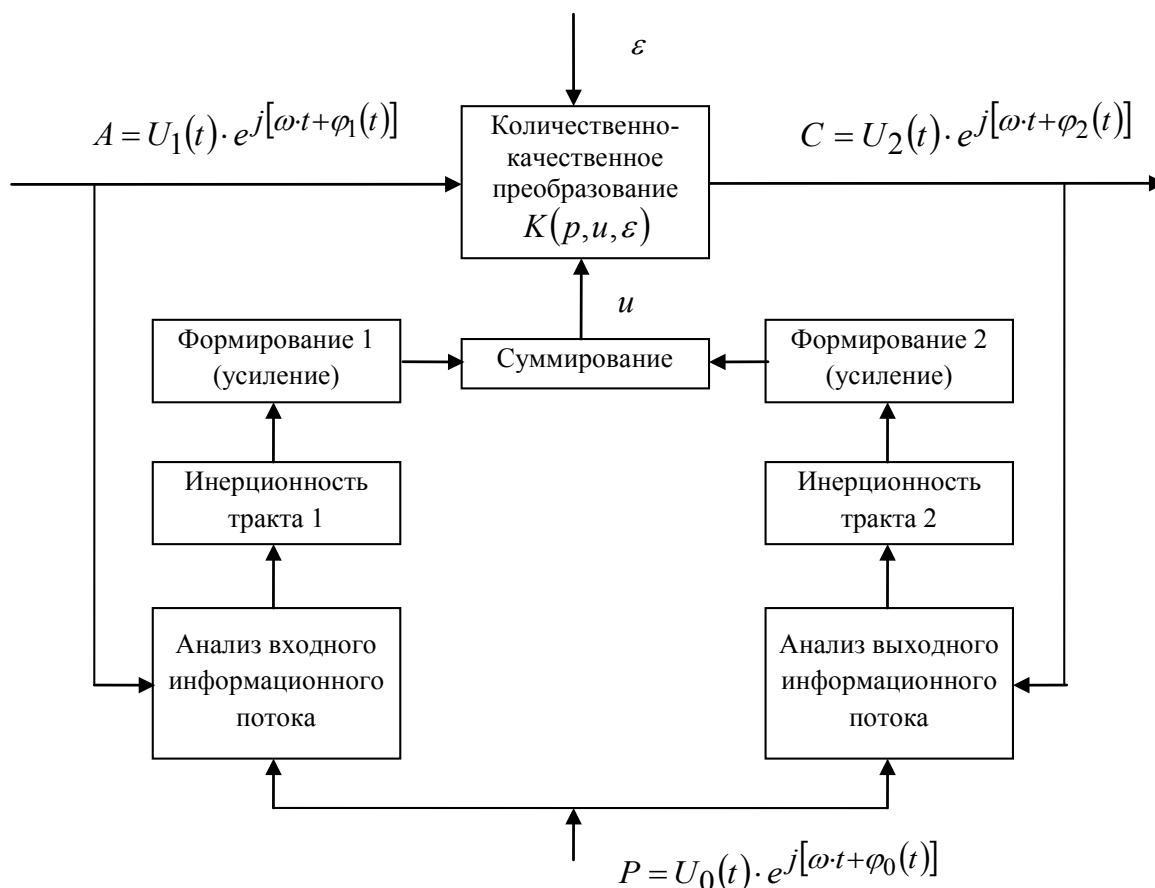 ε
A = U₁(t) · e^{j[ω·t+φ₁(t)]}
Количественно-
качественное
преобразование
K(p,u,ε)
C = U₂(t) · e^{j[ω·t+φ₂(t)]}
u
Формирование 1
(усиление)
Суммирование
Формирование 2
(усиление)
Инерционность
тракта 1
Инерционность
тракта 2
Анализ входного
информационного
потока
Анализ выходного
информационного
потока
P = U₀(t) · e^{j[ω·t+φ₀(t)]}